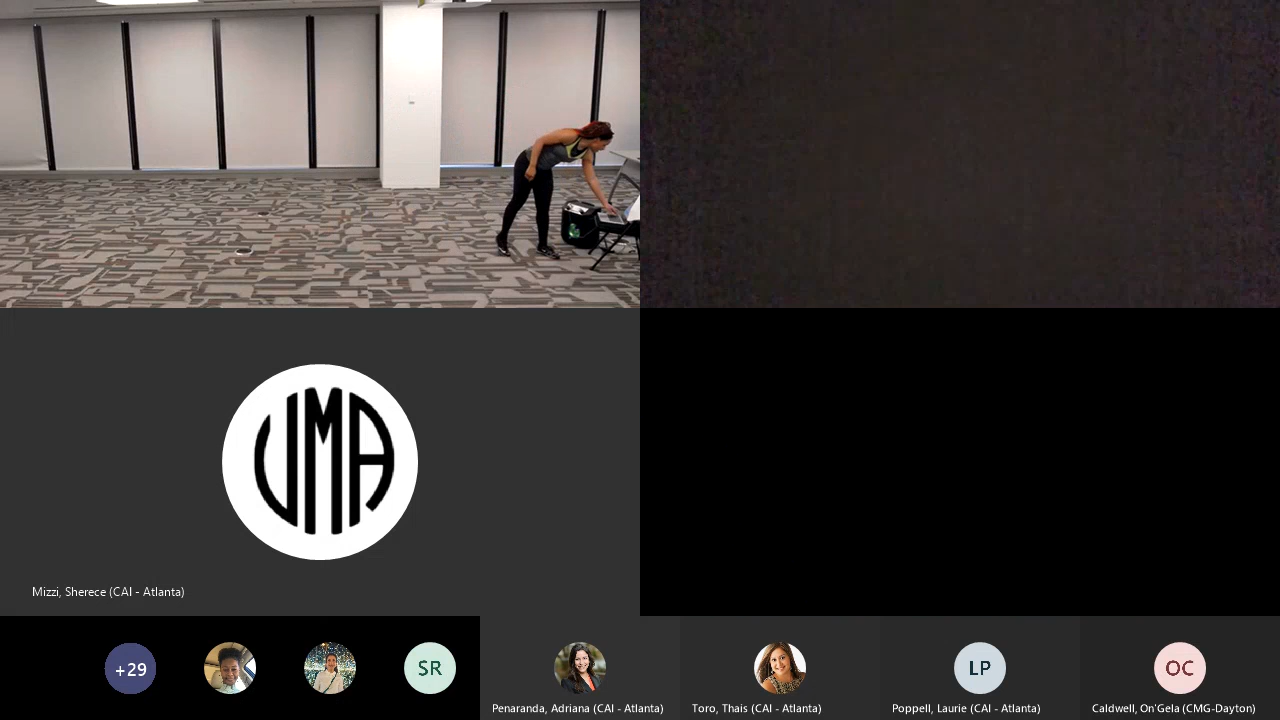 UMA
Mizzi, Sherece (CAI - Atlanta)
+29
SR
LP
OC
Penaranda, Adriana (CAI - Atlanta)
Toro, Thais (CAI - Atlanta)
Poppell, Laurie (CAI - Atlanta)
Caldwell, On'Gela (CMG-Dayton)